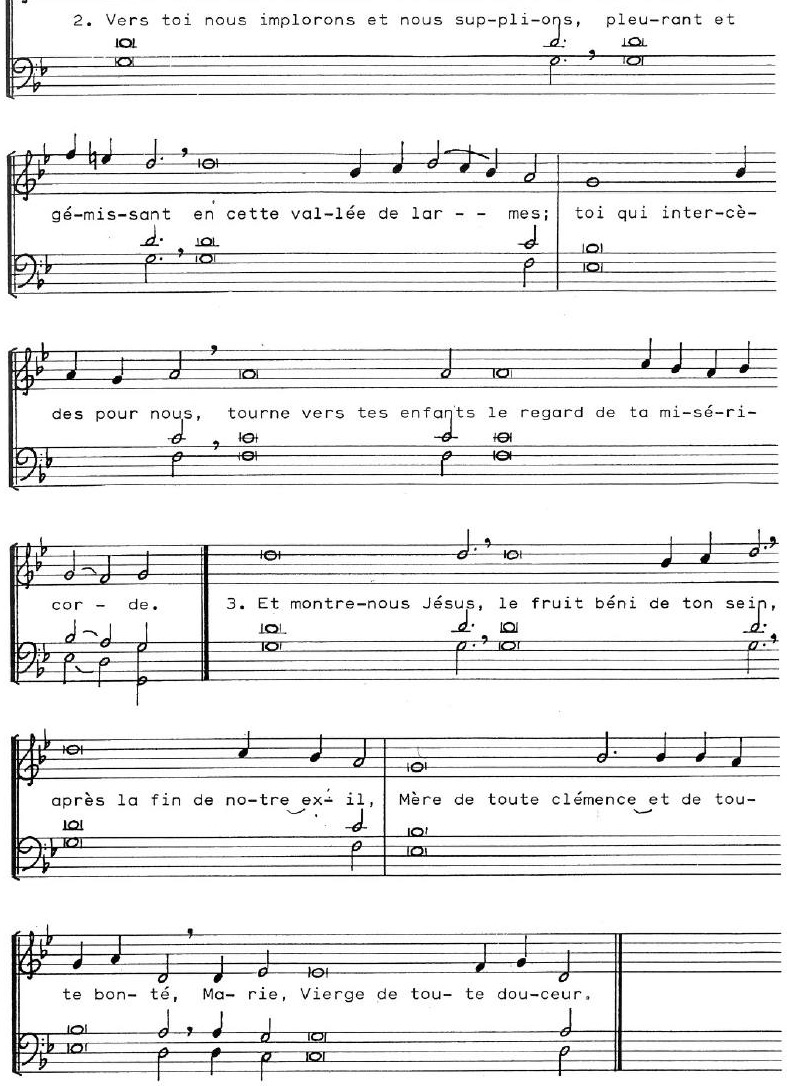 2. Vers toi nous implorons et nous sup-pli-ons, pleu-rant et
gé-mis-sant en cette val-lée de lar - - mes; toi qui inter-cè-
des pour nous, tourne vers tes enfants le regard de ta mi-sé-ri-
cor - de. 3. Et montre-nous Jésus, le fruit béni de ton sein,
après la fin de no-tre ex- il, Mère de toute clémence et de tou-
te bon- té, Ma- rie, Vierge de tou- te dou-ceur.